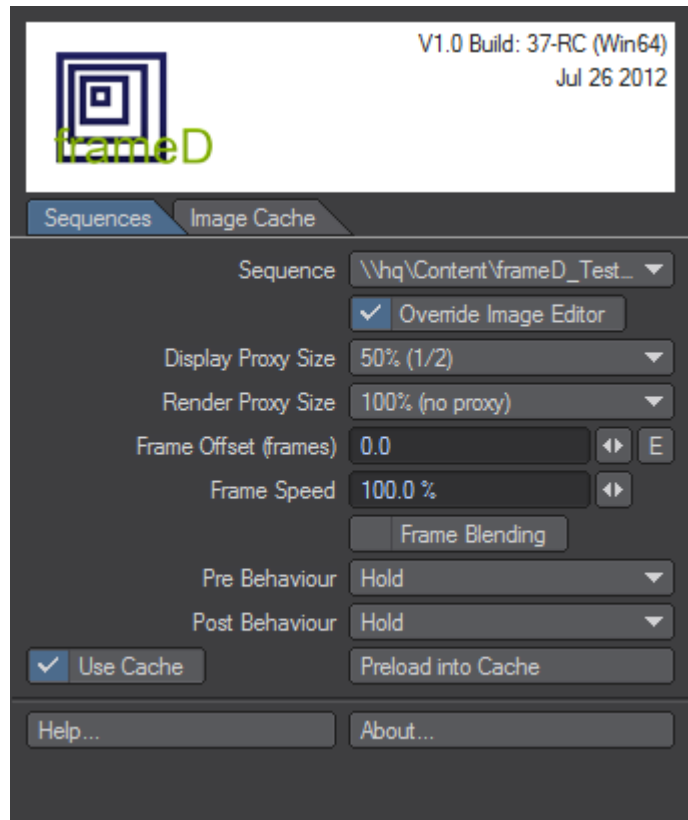 V1.0 Build: 37-RC (Win64)
Jul 26 2012
frameD
Sequences Image Cache
Sequence \\hq\Content\frameD_Test...
Override Image Editor
Display Proxy Size 50% (1/2)
Render Proxy Size 100% (no proxy)
Frame Offset (frames) 0.0 E
Frame Speed 100.0 %
Frame Blending
Pre Behaviour Hold
Post Behaviour Hold
Use Cache Preload into Cache
Help... About...